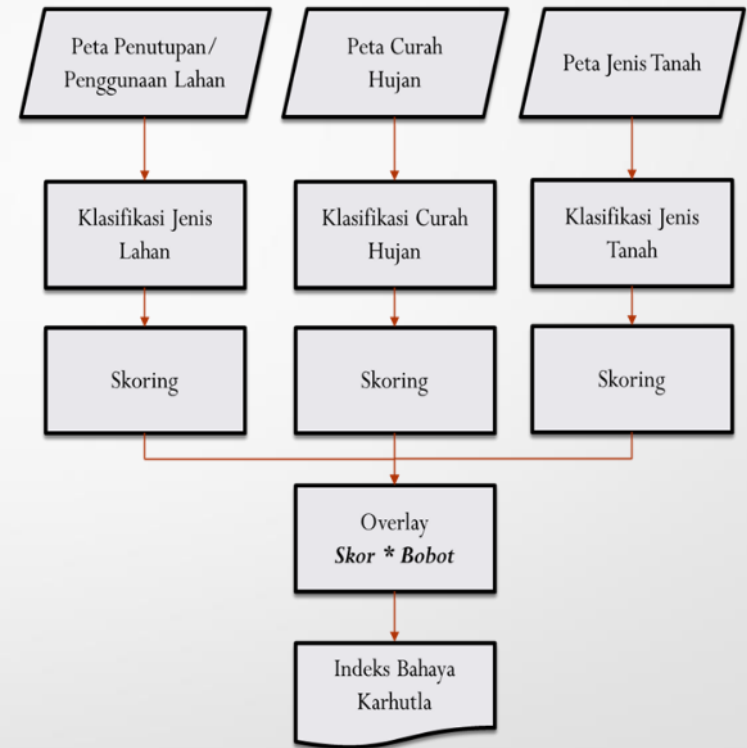 Peta Penutupan/
Penggunaan Lahan
Peta Curah
Hujan
Peta Jenis Tanah
Klasifikasi Jenis
Lahan
Klasifikasi Curah
Hujan
Klasifikasi Jenis
Tanah
Skoring
Skoring
Skoring
Overlay
Skor * Bobot
Indeks Bahaya
Karhutla